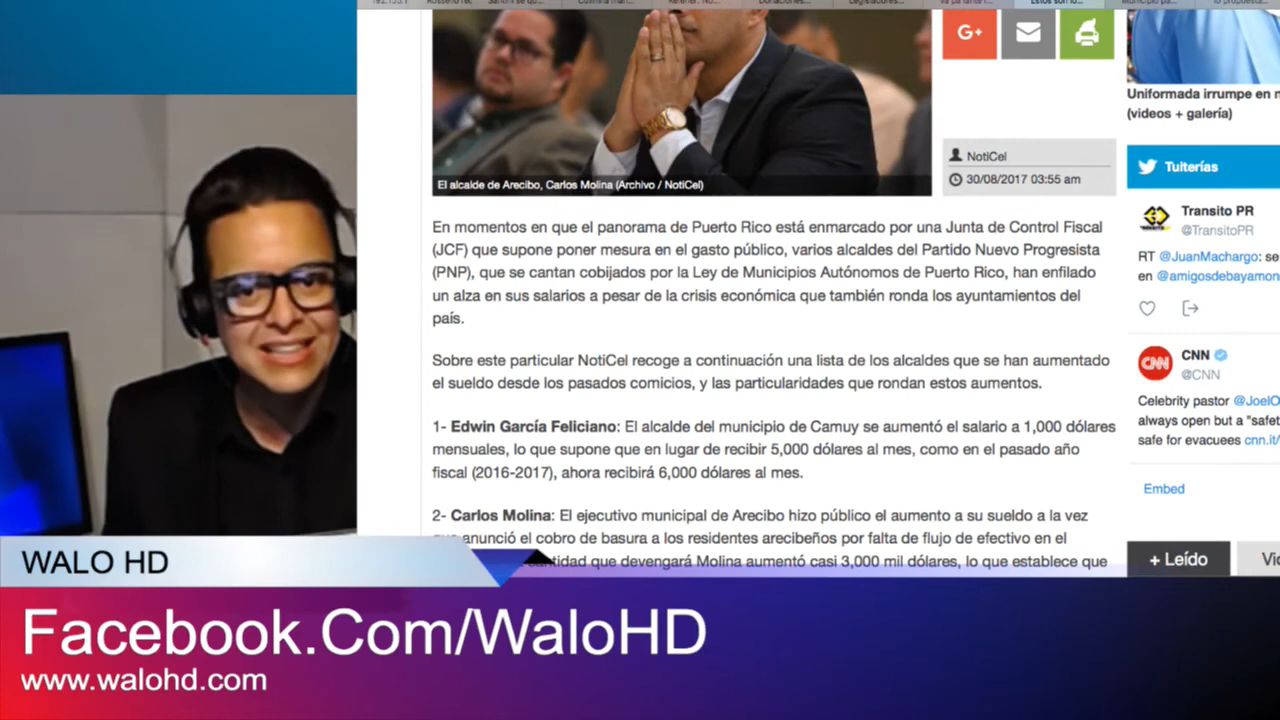 G+
El alcalde de Arecibo, Carlos Molina (Archivo / NotiCel)
NotiCel
30/08/2017 03:55 am
En momentos en que el panorama de Puerto Rico está enmarcado por una Junta de Control Fiscal
(JCF) que supone poner mesura en el gasto público, varios alcaldes del Partido Nuevo Progresista
(PNP), que se cantan cobijados por la Ley de Municipios Autónomos de Puerto Rico, han enfilado
un alza en sus salarios a pesar de la crisis económica que también ronda los ayuntamientos del
país.
Sobre este particular NotiCel recoge a continuación una lista de los alcaldes que se han aumentado
el sueldo desde los pasados comicios, y las particularidades que rondan estos aumentos.
1- Edwin García Feliciano: El alcalde del municipio de Camuy se aumentó el salario a 1,000 dólares
mensuales, lo que supone que en lugar de recibir 5,000 dólares al mes, como en el pasado año
fiscal (2016-2017), ahora recibirá 6,000 dólares al mes.
2- Carlos Molina: El ejecutivo municipal de Arecibo hizo público el aumento a su sueldo a la vez
anunció el cobro de basura a los residentes arecibeños por falta de flujo de efectivo en el
que devengará Molina aumentó casi 3,000 mil dólares, lo que establece que
Uniformada irrumpe en
(videos + galería)
Tuiterías
Transito PR
@TransitoPR
RT @JuanMachargo: se
en @amigosdebayamon
CNN
@CNN
Celebrity pastor @JoelO
always open but a "safet
safe for evacuees cnn.it/
Embed
+ Leído
WALO HD
Facebook.Com/WaloHD
www.walohd.com